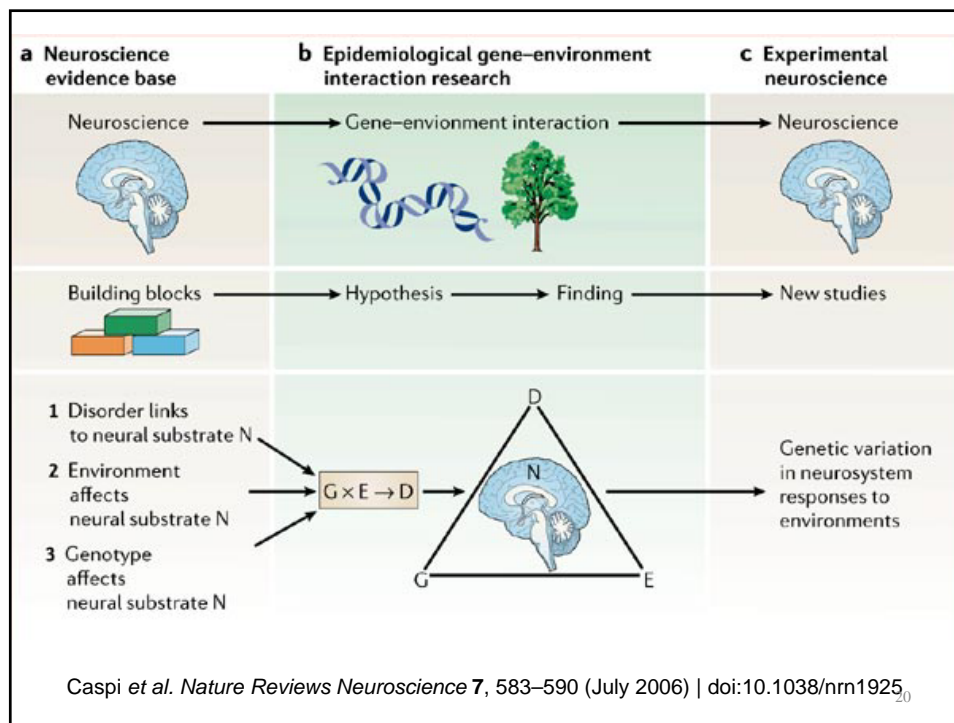 a Neuroscience
evidence base
b Epidemiological gene–environment
interaction research
c Experimental
neuroscience
Neuroscience
Gene–envionment interaction
Neuroscience
Building blocks
Hypothesis
Finding
New studies
1 Disorder links
to neural substrate N
2 Environment
affects
neural substrate N
3 Genotype
affects
neural substrate N
G × E → D
D
N
G
E
Genetic variation
in neurosystem
responses to
environments
Caspi et al. Nature Reviews Neuroscience 7, 583–590 (July 2006) | doi:10.1038/nrn1925
20